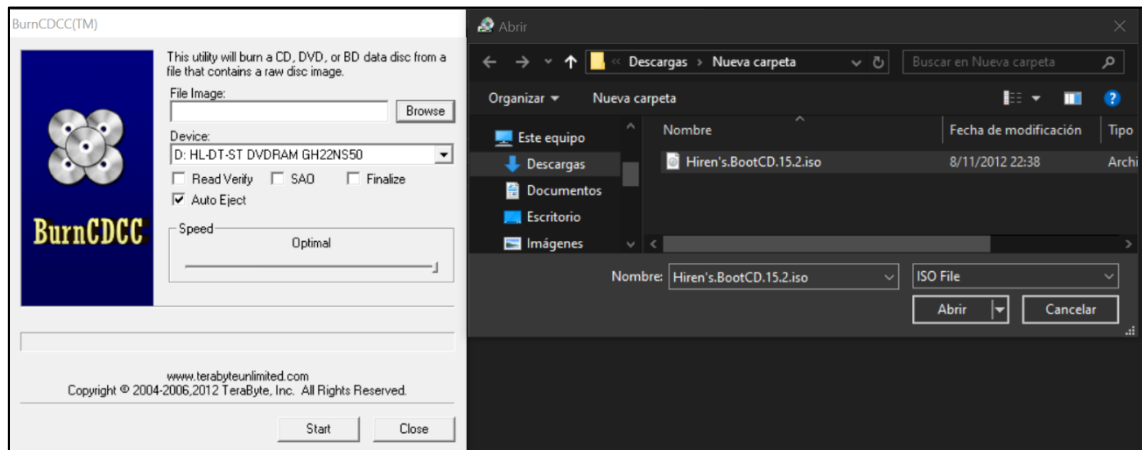 BurnCDCC(TM)
This utility will burn a CD, DVD, or BD data disc from a
file that contains a raw disc image.
File Image:
Browse
Device:
D: HL-DT-ST DVDRAM GH22NS50
Read Verify
SAO
Finalize
Auto Eject
BurnCDCC
Speed
Optimal
www.terabyteunlimited.com
Copyright © 2004-2006,2012 TeraByte, Inc. All Rights Reserved.
Start
Close
Abrir
« Descargas › Nueva carpeta
Buscar en Nueva carpeta
Organizar
Nueva carpeta
Este equipo
Descargas
Documentos
Escritorio
Imágenes
Nombre
Fecha de modificación
Tipo
Hiren's.BootCD.15.2.iso
8/11/2012 22:38
Archi
Nombre:
Hiren's.BootCD.15.2.iso
ISO File
Abrir
Cancelar